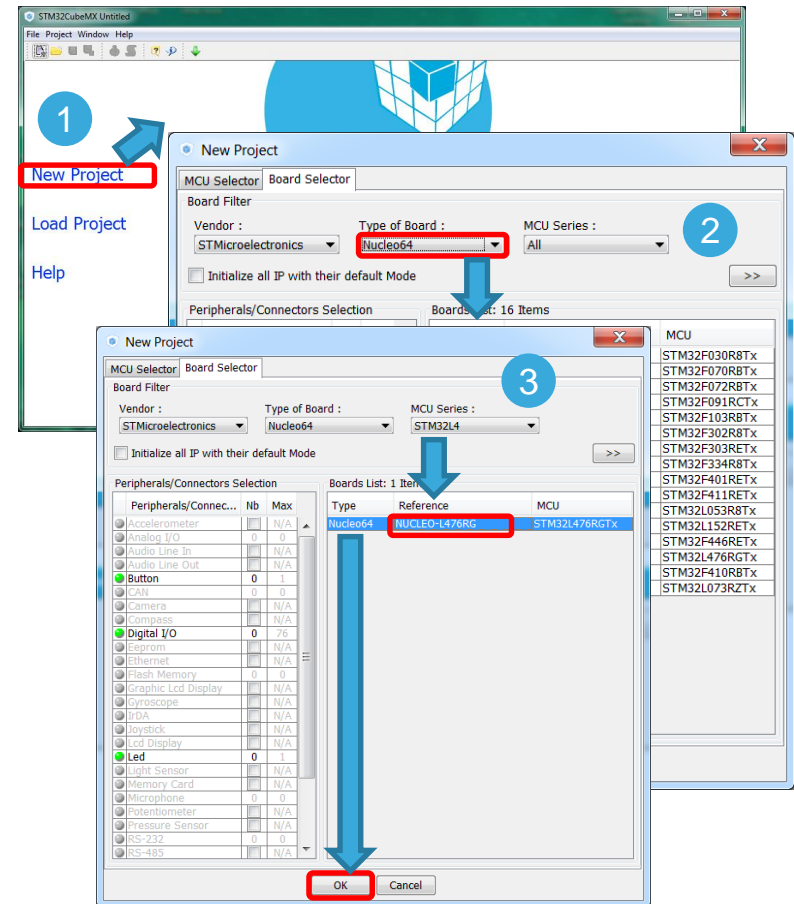 STM32CubeMX Untitled
File Project Window Help
1
New Project
Load Project
Help
New Project
MCU Selector Board Selector
Board Filter
Vendor : Type of Board : MCU Series :
STMicroelectronics Nucleo64 All
2
Initialize all IP with their default Mode >>
Peripherals/Connectors Selection Boards List: 16 Items
MCU
STM32F030R8Tx
STM32F070RBTx
STM32F072RBTx
STM32F091RCTx
STM32F103RBTx
STM32F302R8Tx
STM32F303RETx
STM32F334R8Tx
STM32F401RETx
STM32F411RETx
STM32L053R8Tx
STM32L152RETx
STM32F446RETx
STM32L476RGTx
STM32F410RBTx
STM32L073RZTx
New Project
MCU Selector Board Selector
3
Board Filter
Vendor : Type of Board : MCU Series :
STMicroelectronics Nucleo64 STM32L4
Initialize all IP with their default Mode >>
Peripherals/Connectors Selection Boards List: 1 Items
Peripherals/Connec... Nb Max Type Reference MCU
Accelerometer N/A Nucleo64 NUCLEO-L476RG STM32L476RGTx
Analog I/O 0 0
Audio Line In N/A
Audio Line Out N/A
Button 0 1
CAN 0 0
Camera N/A
Compass N/A
Digital I/O 0 76
Eeprom N/A
Ethernet N/A
Flash Memory 0 0
Graphic Lcd Display N/A
Gyroscope N/A
IrDA N/A
Joystick N/A
Lcd Display N/A
Led 0 1
Light Sensor N/A
Memory Card N/A
Microphone 0 0
Potentiometer N/A
Pressure Sensor N/A
RS-232 0 0
RS-485 N/A
OK Cancel